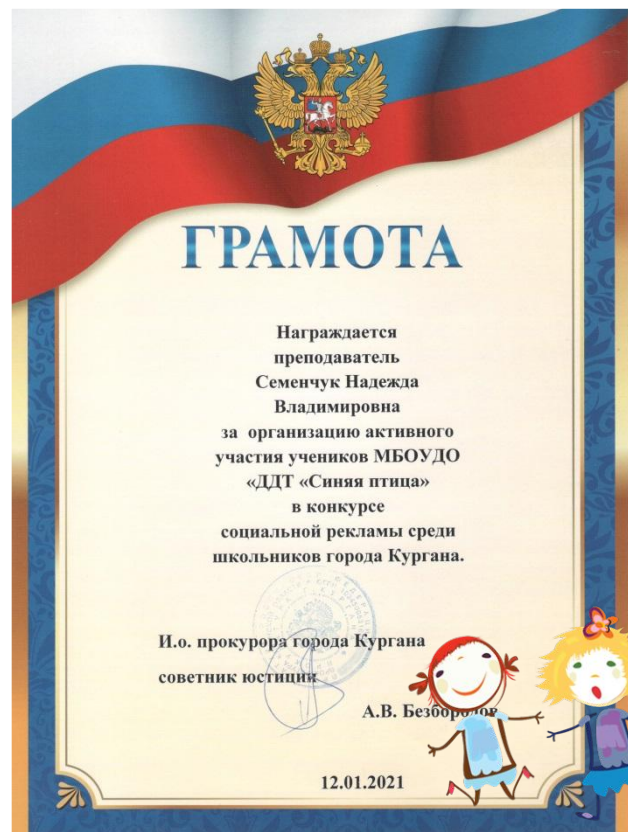 ГРАМОТА
Награждается
преподаватель
Семенчук Надежда
Владимировна
за организацию активного
участия учеников МБОУДО
«ДДТ «Синяя птица»
в конкурсе
социальной рекламы среди
школьников города Кургана.
И.о. прокурора города Кургана
советник юстиции
А.В. Безбородов
12.01.2021